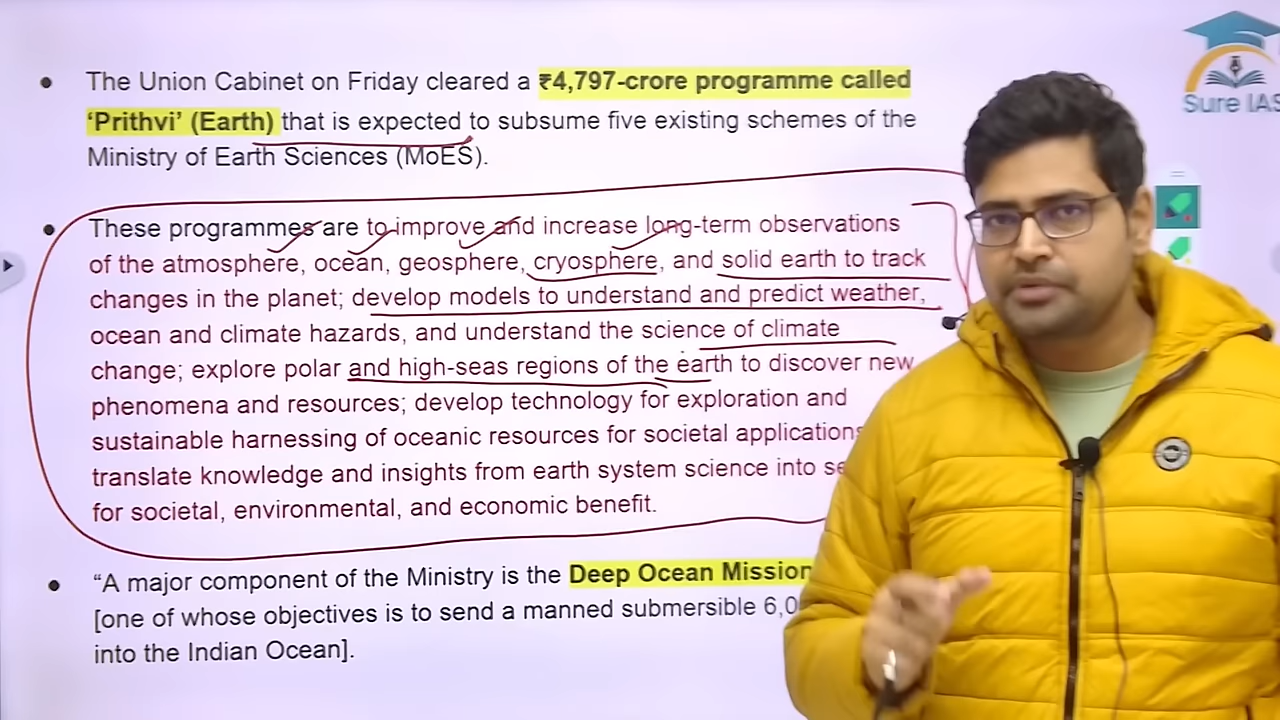 Sure IAS
• The Union Cabinet on Friday cleared a ₹4,797-crore programme called
‘Prithvi’ (Earth) that is expected to subsume five existing schemes of the
Ministry of Earth Sciences (MoES).
• These programmes are to improve and increase long-term observations
of the atmosphere, ocean, geosphere, cryosphere, and solid earth to track
changes in the planet; develop models to understand and predict weather,
ocean and climate hazards, and understand the science of climate
change; explore polar and high-seas regions of the earth to discover new
phenomena and resources; develop technology for exploration and
sustainable harnessing of oceanic resources for societal applications
translate knowledge and insights from earth system science into
for societal, environmental, and economic benefit.
• “A major component of the Ministry is the Deep Ocean Mission
[one of whose objectives is to send a manned submersible
into the Indian Ocean].